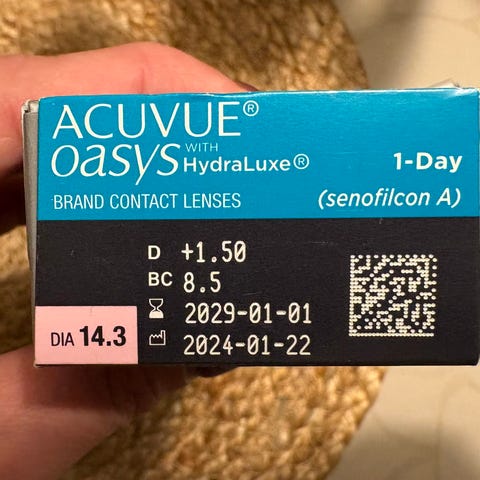 ACUVUE®
oasys WITH HydraLuxe® 1-Day
BRAND CONTACT LENSES (senofilcon A)
D +1.50
BC 8.5
2029-01-01
DIA 14.3
2024-01-22